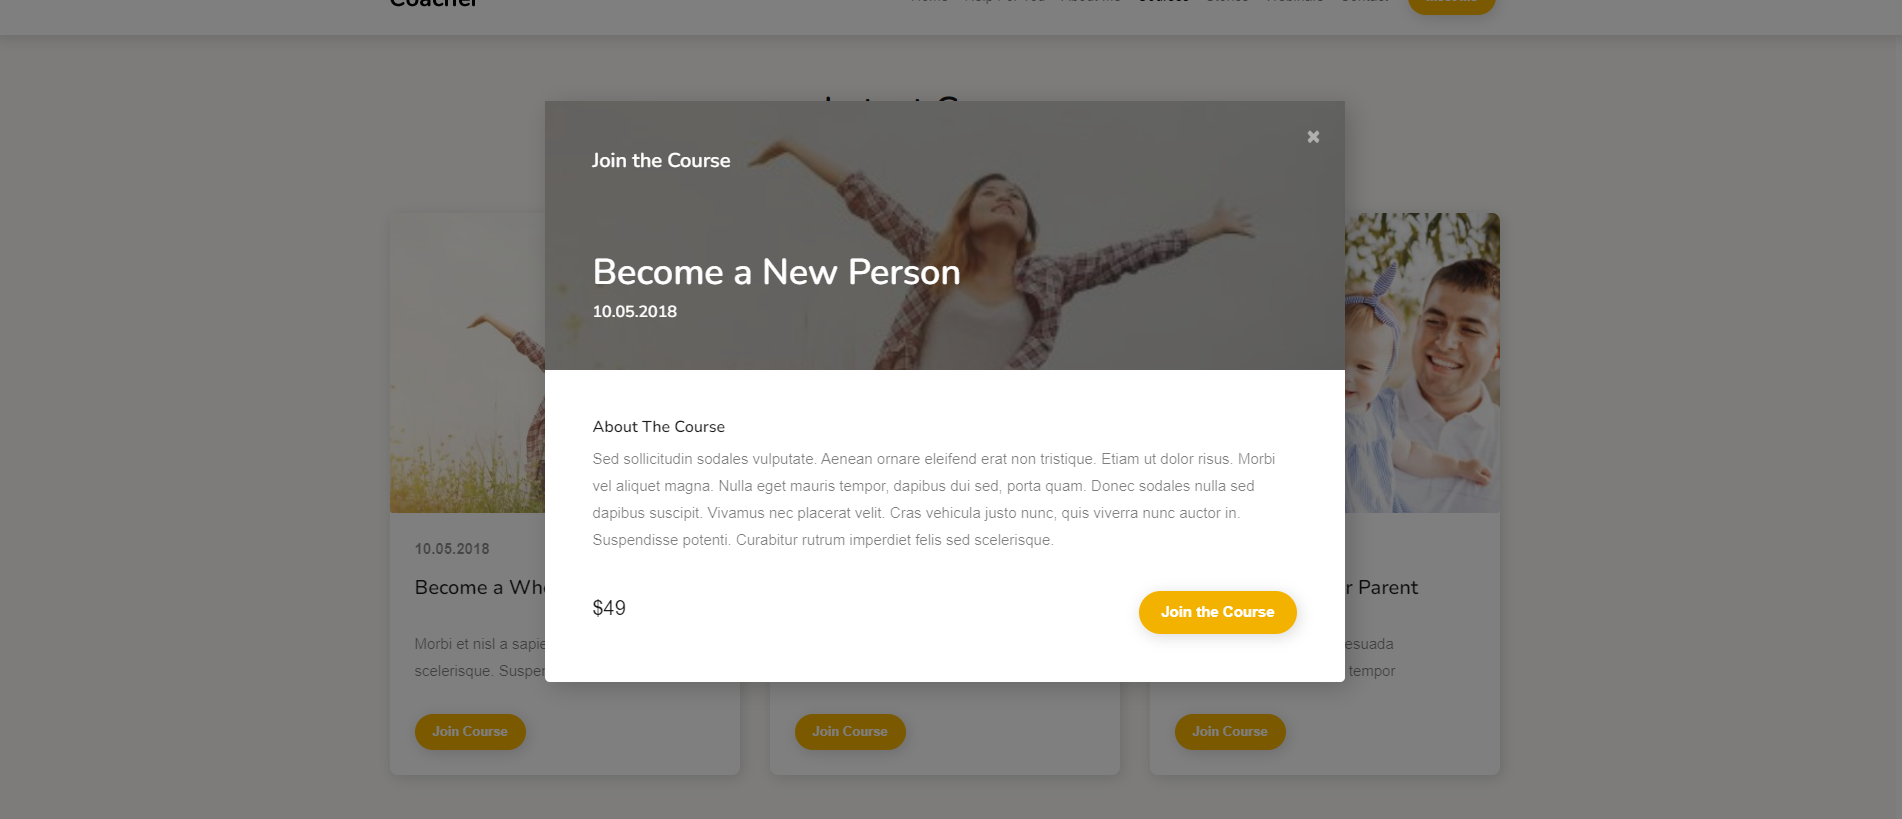 Coacher
Courses
Join the Course
Become a New Person
10.05.2018
About The Course
Sed sollicitudin sodales vulputate. Aenean ornare eleifend erat non tristique. Etiam ut dolor risus. Morbi
vel aliquet magna. Nulla eget mauris tempor, dapibus dui sed, porta quam. Donec sodales nulla sed
dapibus suscipit. Vivamus nec placerat velit. Cras vehicula justo nunc, quis viverra nunc auctor in.
Suspendisse potenti. Curabitur rutrum imperdiet felis sed scelerisque.
$49
Join the Course
10.05.2018
Become a Wh
Morbi et nisl a sapie
scelerisque. Susper
Join Course
Join Course
r Parent
esuada
tempor
Join Course